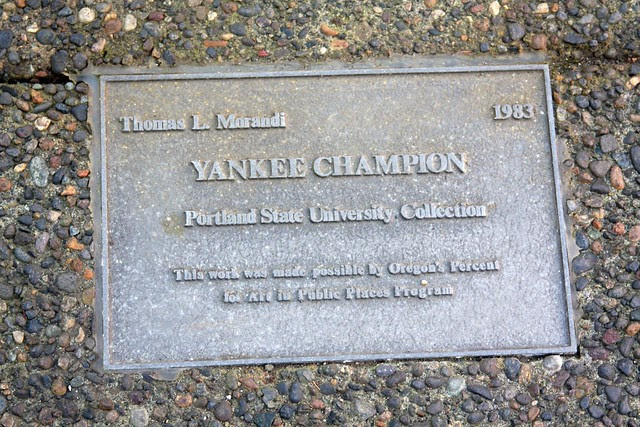 Thomas L. Morandi 1983
YANKEE CHAMPION
Portland State University Collection
This work was made possible by Oregon's Percent
for Art in Public Places Program